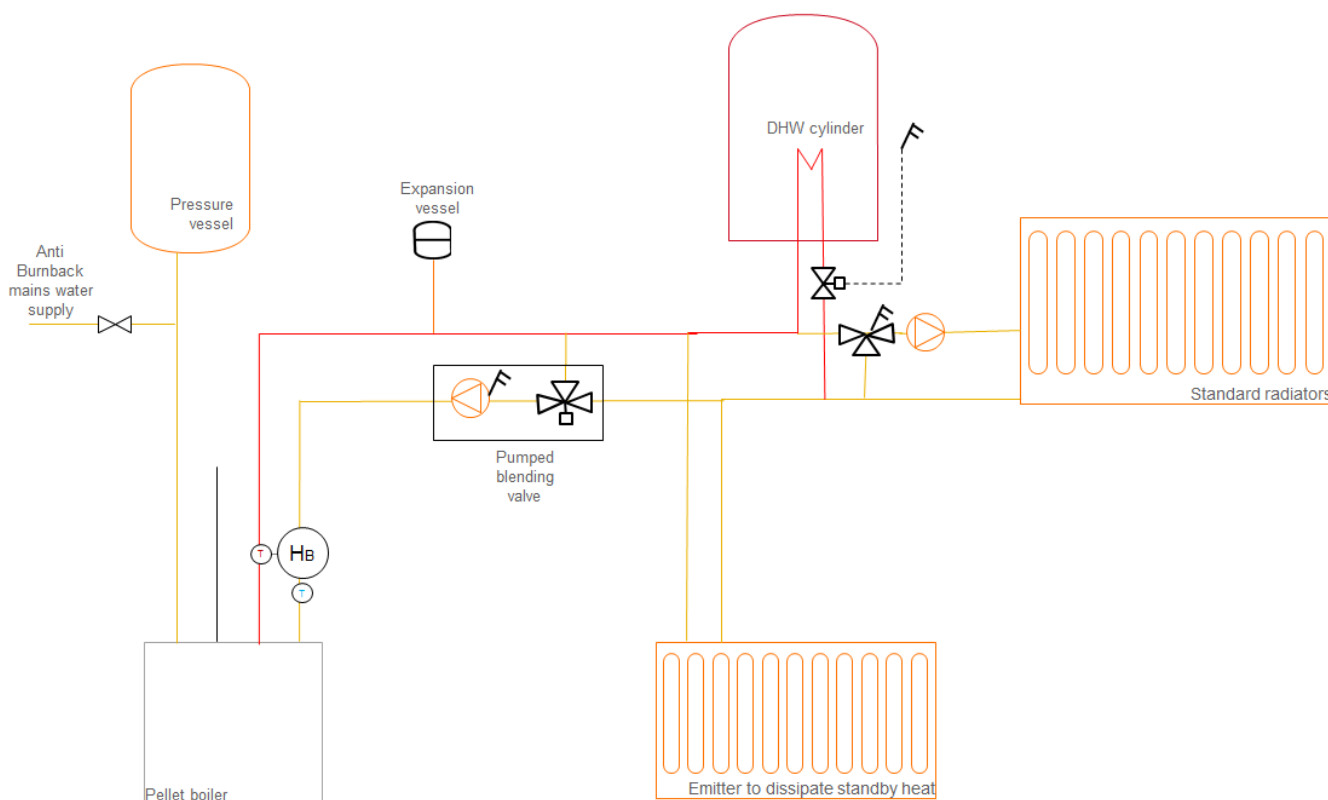 DHW cylinder
Pressure
vessel
Expansion
vessel
Anti
Burnback
mains water
supply
Standard radiators
Pumped
blending
valve
T
HB
T
Pellet boiler
Emitter to dissipate standby heat